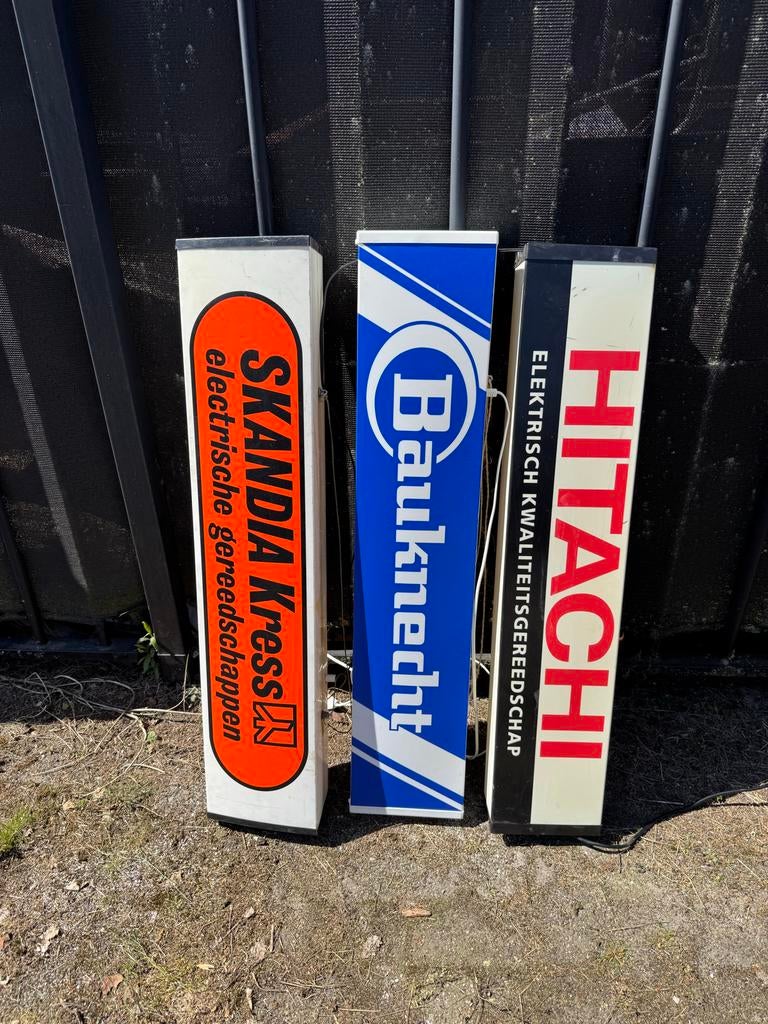 SKANDIA Kress
electrische gereedschappen
Bauknecht
HITACHI
ELEKTRISCH KWALITEITSGEREEDSCHAP